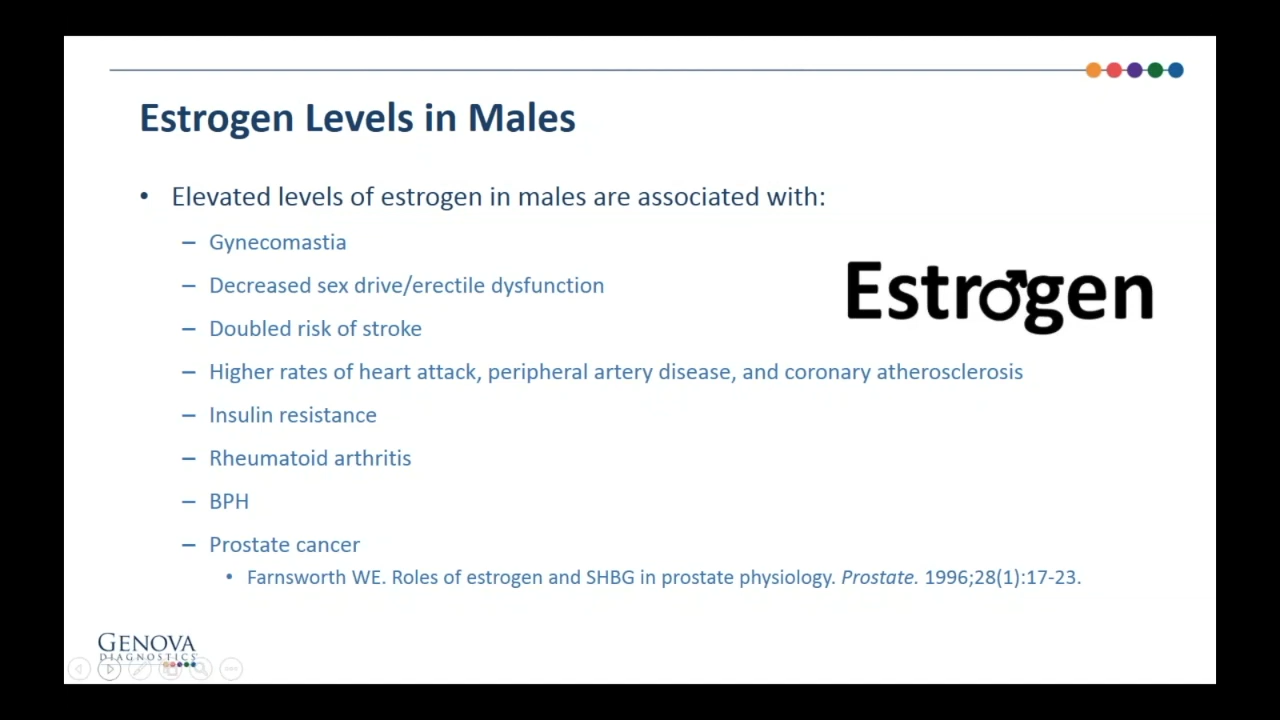 Estrogen Levels in Males
• Elevated levels of estrogen in males are associated with:
– Gynecomastia
– Decreased sex drive/erectile dysfunction
Estrogen
– Doubled risk of stroke
– Higher rates of heart attack, peripheral artery disease, and coronary atherosclerosis
– Insulin resistance
– Rheumatoid arthritis
– BPH
– Prostate cancer
• Farnsworth WE. Roles of estrogen and SHBG in prostate physiology. Prostate. 1996;28(1):17-23.
GENOVA
DIAGNOSTICS